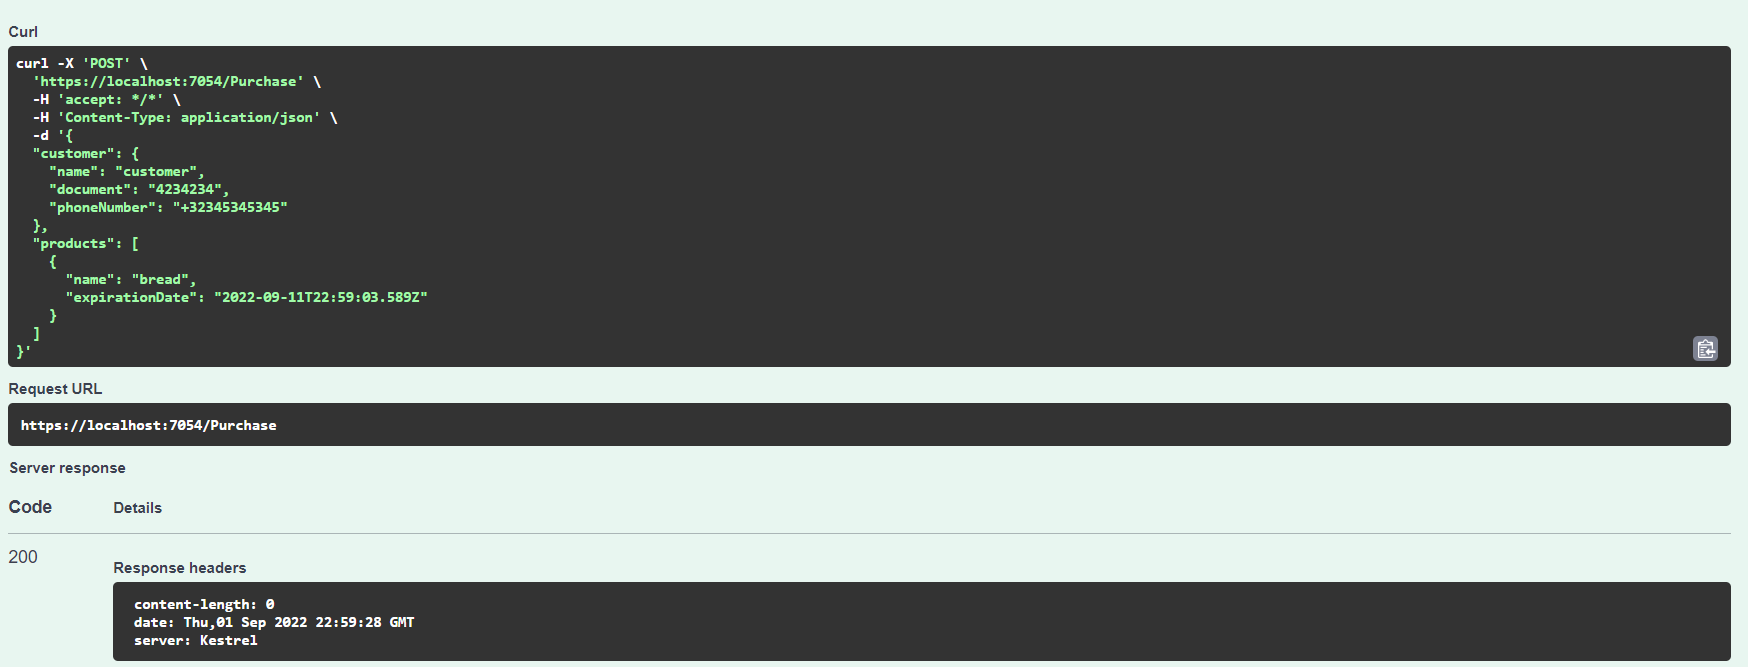 Curl
curl -X 'POST' \
  'https://localhost:7054/Purchase' \
  -H 'accept: */*' \
  -H 'Content-Type: application/json' \
  -d '{
  "customer": {
    "name": "customer",
    "document": "4234234",
    "phoneNumber": "+32345345345"
  },
  "products": [
    {
      "name": "bread",
      "expirationDate": "2022-09-11T22:59:03.589Z"
    }
  ]
}'
Request URL
https://localhost:7054/Purchase
Server response
Code Details
200
Response headers
content-length: 0
date: Thu,01 Sep 2022 22:59:28 GMT
server: Kestrel